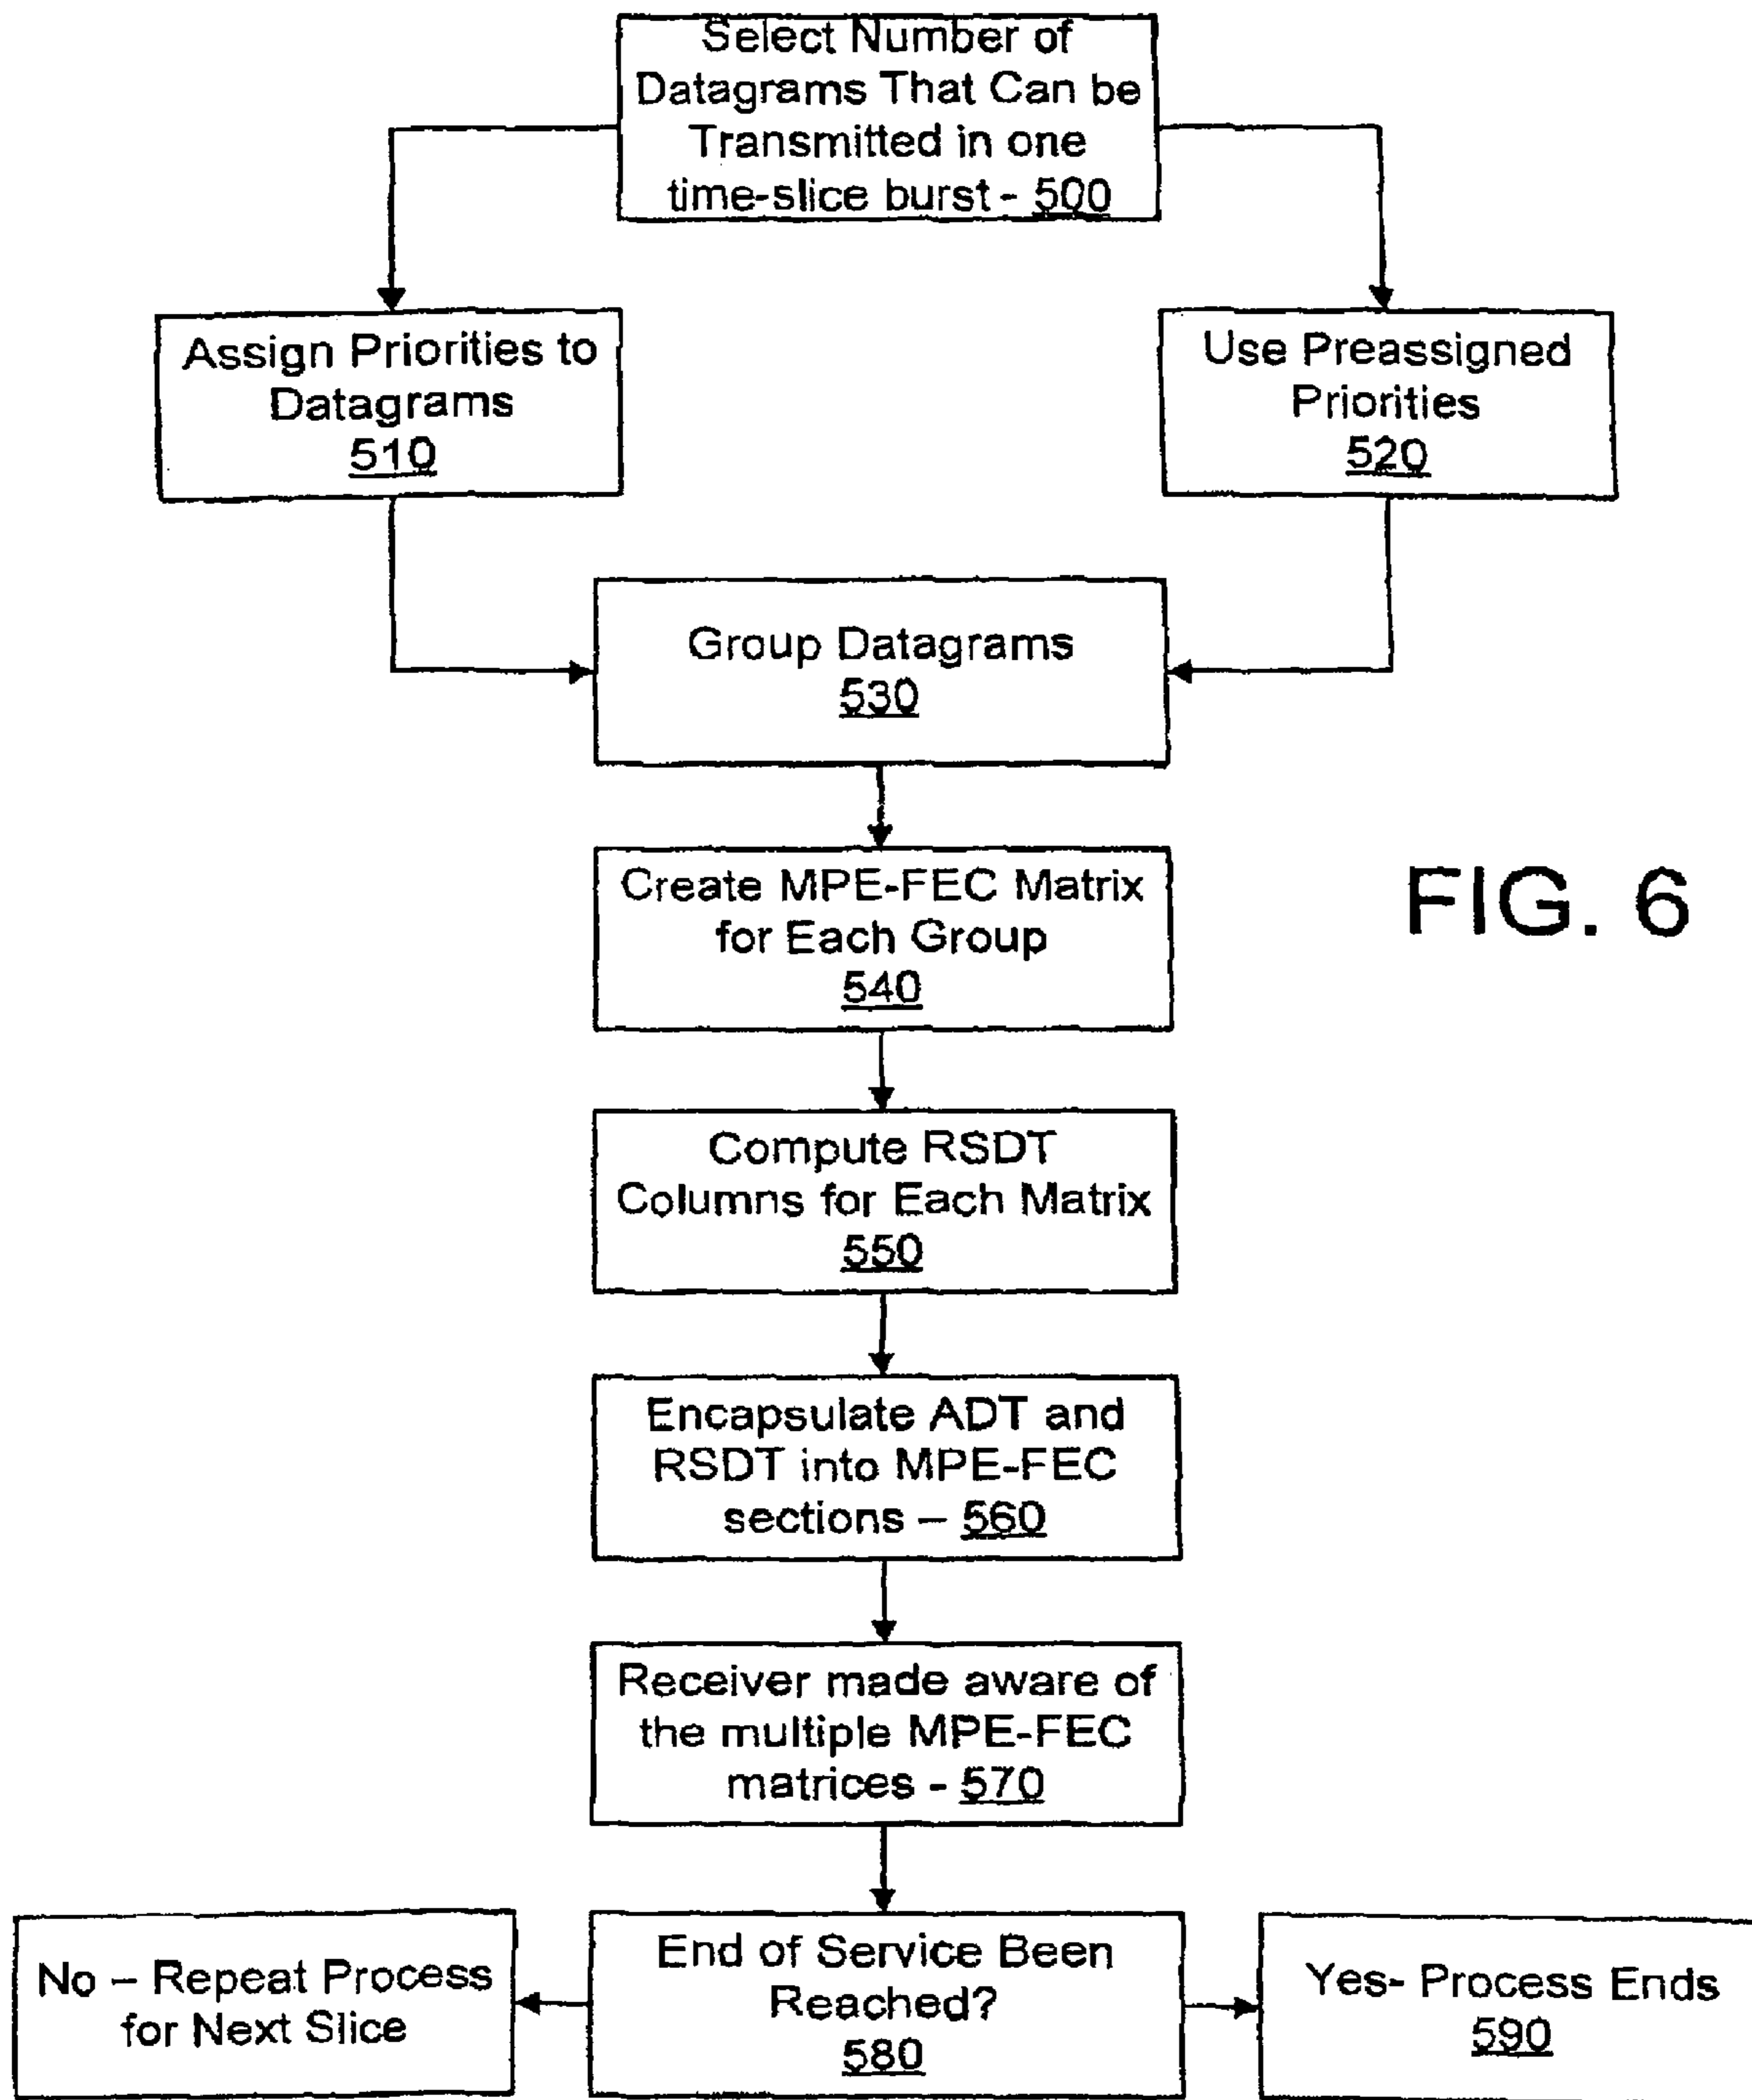 Select Number of
Datagrams That Can be
Transmitted in one
time-slice burst - 500
Assign Priorities to
Datagrams
510
Use Preassigned
Priorities
520
Group Datagrams
530
Create MPE-FEC Matrix
for Each Group
540
FIG. 6
Compute RSDT
Columns for Each Matrix
550
Encapsulate ADT and
RSDT into MPE-FEC
sections – 560
Receiver made aware of
the multiple MPE-FEC
matrices - 570
No – Repeat Process
for Next Slice
End of Service Been
Reached?
580
Yes- Process Ends
590